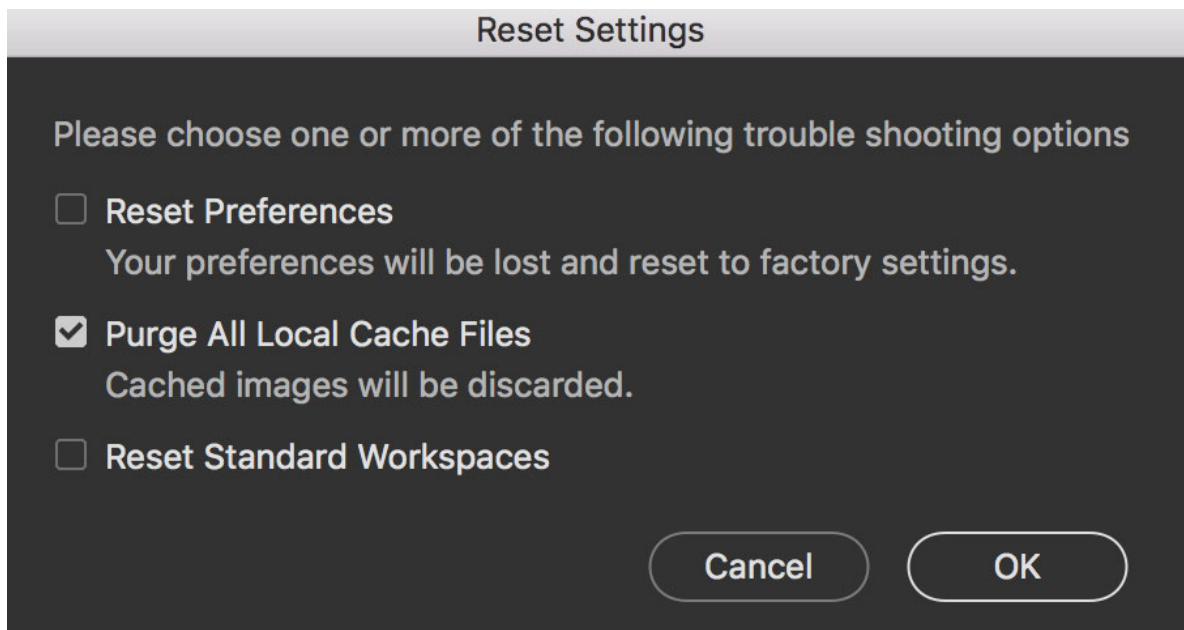 Reset Settings
Please choose one or more of the following trouble shooting options
Reset Preferences
Your preferences will be lost and reset to factory settings.
Purge All Local Cache Files
Cached images will be discarded.
Reset Standard Workspaces
Cancel OK